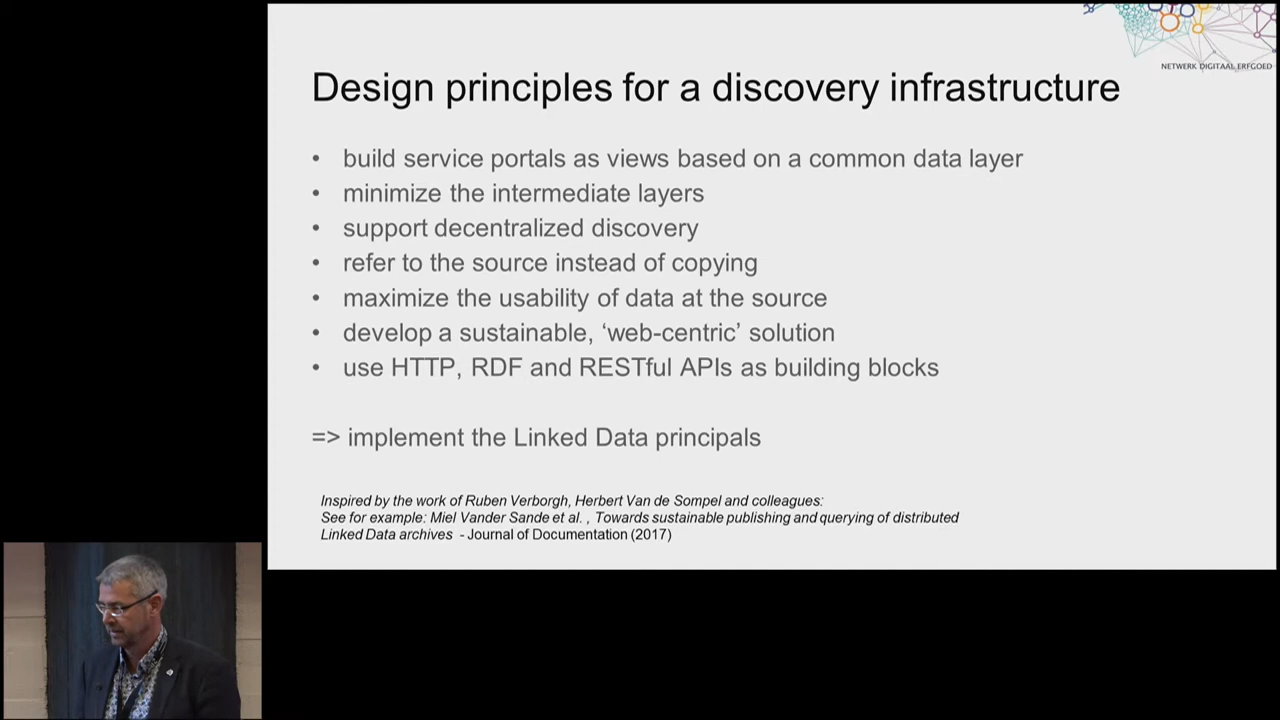 NETWERK DIGITAAL ERFGOED
Design principles for a discovery infrastructure
• build service portals as views based on a common data layer
• minimize the intermediate layers
• support decentralized discovery
• refer to the source instead of copying
• maximize the usability of data at the source
• develop a sustainable, ‘web-centric’ solution
• use HTTP, RDF and RESTful APIs as building blocks
=> implement the Linked Data principals
Inspired by the work of Ruben Verborgh, Herbert Van de Sompel and colleagues:
See for example: Miel Vander Sande et al. , Towards sustainable publishing and querying of distributed
Linked Data archives - Journal of Documentation (2017)